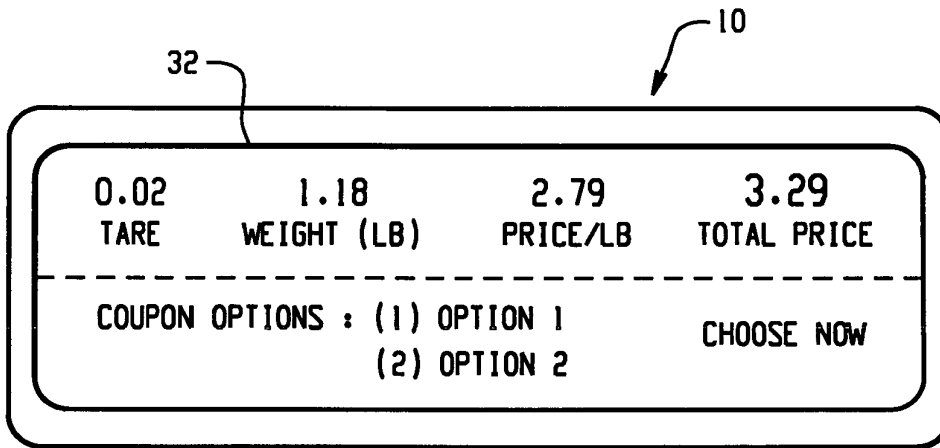 10
32
0.02 1.18 2.79 3.29
TARE WEIGHT (LB) PRICE/LB TOTAL PRICE
COUPON OPTIONS : (1) OPTION 1
CHOOSE NOW
(2) OPTION 2